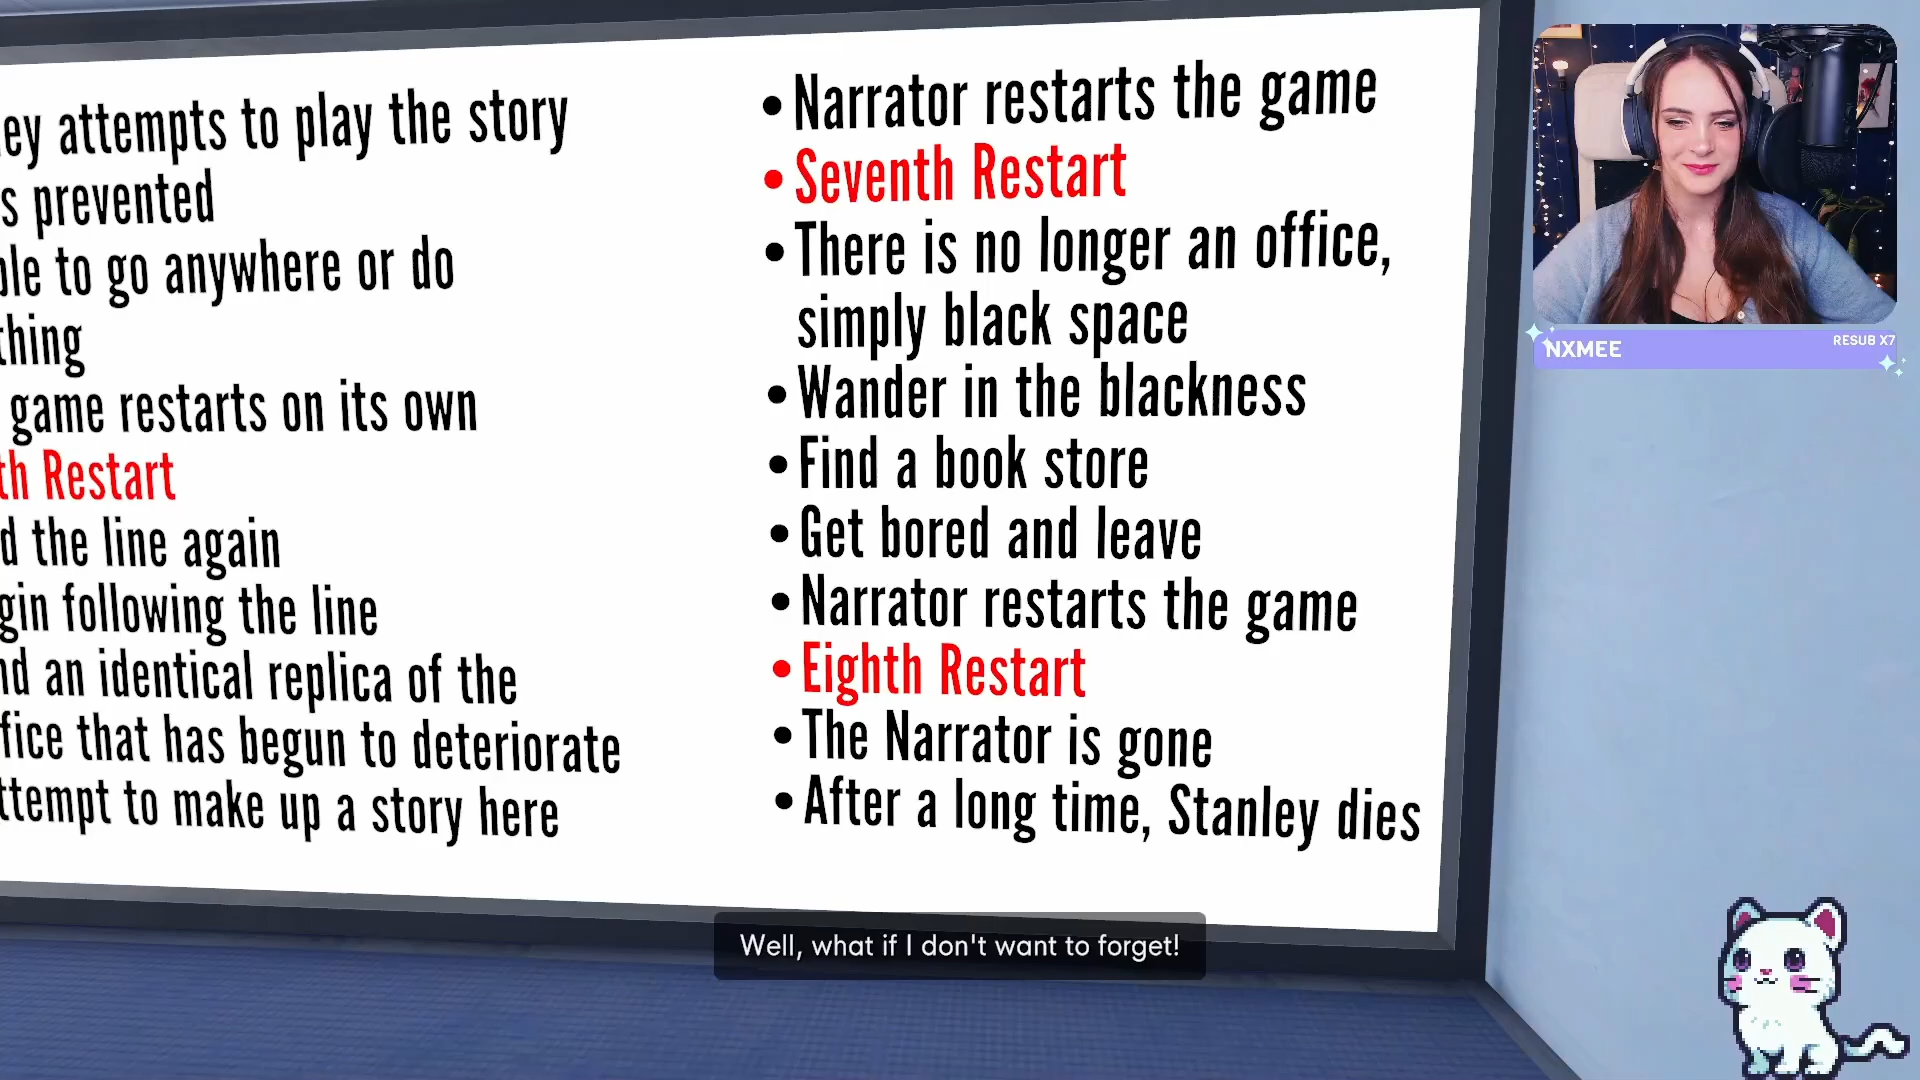 ey attempts to play the story
s prevented
ble to go anywhere or do
thing
game restarts on its own
th Restart
d the line again
gin following the line
nd an identical replica of the
fice that has begun to deteriorate
ttempt to make up a story here
• Narrator restarts the game
• Seventh Restart
• There is no longer an office,
simply black space
• Wander in the blackness
• Find a book store
• Get bored and leave
• Narrator restarts the game
• Eighth Restart
• The Narrator is gone
• After a long time, Stanley dies
Well, what if I don't want to forget!
NXMEE
RESUB X7